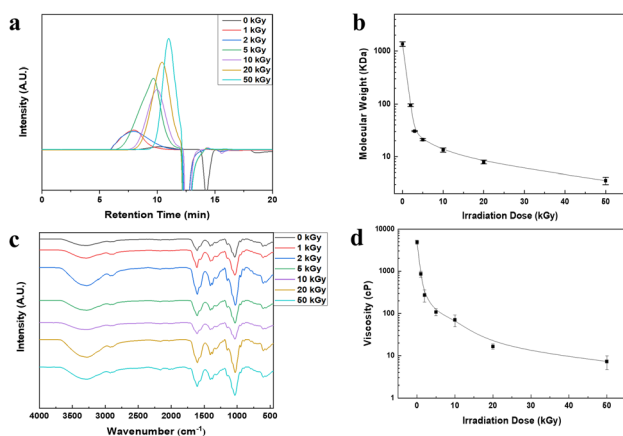 a
0 kGy
1 kGy
2 kGy
5 kGy
10 kGy
20 kGy
50 kGy
Intensity (A.U.)
0 5 10 15 20
Retention Time (min)
b
Molecular Weight (KDa)
1000
100
10
0 10 20 30 40 50
Irradiation Dose (kGy)
c
0 kGy
1 kGy
2 kGy
5 kGy
10 kGy
20 kGy
50 kGy
Intensity (A.U.)
4000 3500 3000 2500 2000 1500 1000 500
Wavenumber (cm⁻¹)
d
Viscosity (cP)
10000
1000
100
10
1
0 10 20 30 40 50
Irradiation Dose (kGy)